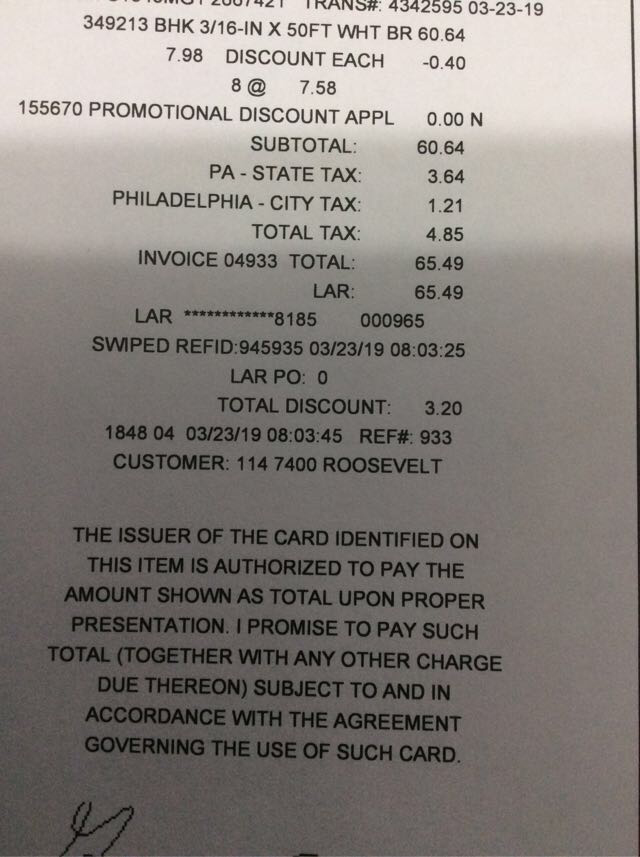 TRANS#: 4342595 03-23-19
349213 BHK 3/16-IN X 50FT WHT BR 60.64
7.98 DISCOUNT EACH -0.40
8 @ 7.58
155670 PROMOTIONAL DISCOUNT APPL 0.00 N
SUBTOTAL: 60.64
PA - STATE TAX: 3.64
PHILADELPHIA - CITY TAX: 1.21
TOTAL TAX: 4.85
INVOICE 04933 TOTAL: 65.49
LAR: 65.49
LAR ************8185 000965
SWIPED REFID:945935 03/23/19 08:03:25
LAR PO: 0
TOTAL DISCOUNT: 3.20
1848 04 03/23/19 08:03:45 REF#: 933
CUSTOMER: 114 7400 ROOSEVELT
THE ISSUER OF THE CARD IDENTIFIED ON
THIS ITEM IS AUTHORIZED TO PAY THE
AMOUNT SHOWN AS TOTAL UPON PROPER
PRESENTATION. I PROMISE TO PAY SUCH
TOTAL (TOGETHER WITH ANY OTHER CHARGE
DUE THEREON) SUBJECT TO AND IN
ACCORDANCE WITH THE AGREEMENT
GOVERNING THE USE OF SUCH CARD.